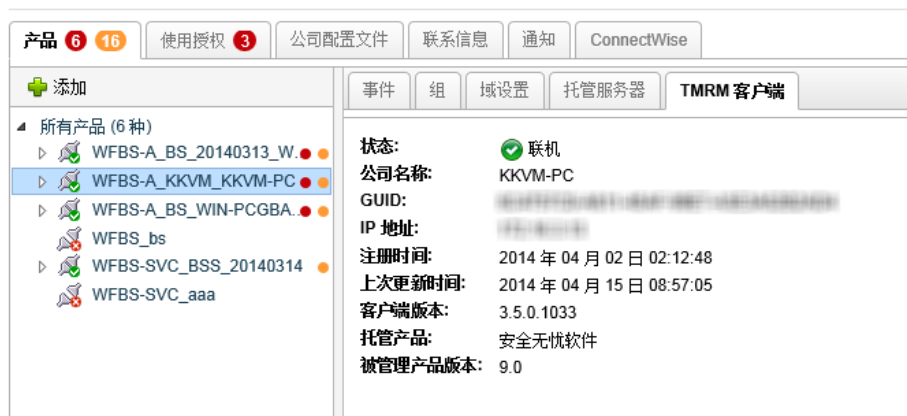 产品 6 16 使用授权 3 公司配置文件 联系信息 通知 ConnectWise
添加
所有产品 (6 种)
WFBS-A_BS_20140313_W.
WFBS-A_KKVM_KKVM-PC
WFBS-A_BS_WIN-PCGBA..
WFBS_bs
WFBS-SVC_BSS_20140314
WFBS-SVC_aaa
事件 组 域设置 托管服务器 TMRM 客户端
状态: 联机
公司名称: KKVM-PC
GUID:
IP 地址:
注册时间: 2014 年 04 月 02 日 02:12:48
上次更新时间: 2014 年 04 月 15 日 08:57:05
客户端版本: 3.5.0.1033
托管产品: 安全无忧软件
被管理产品版本: 9.0